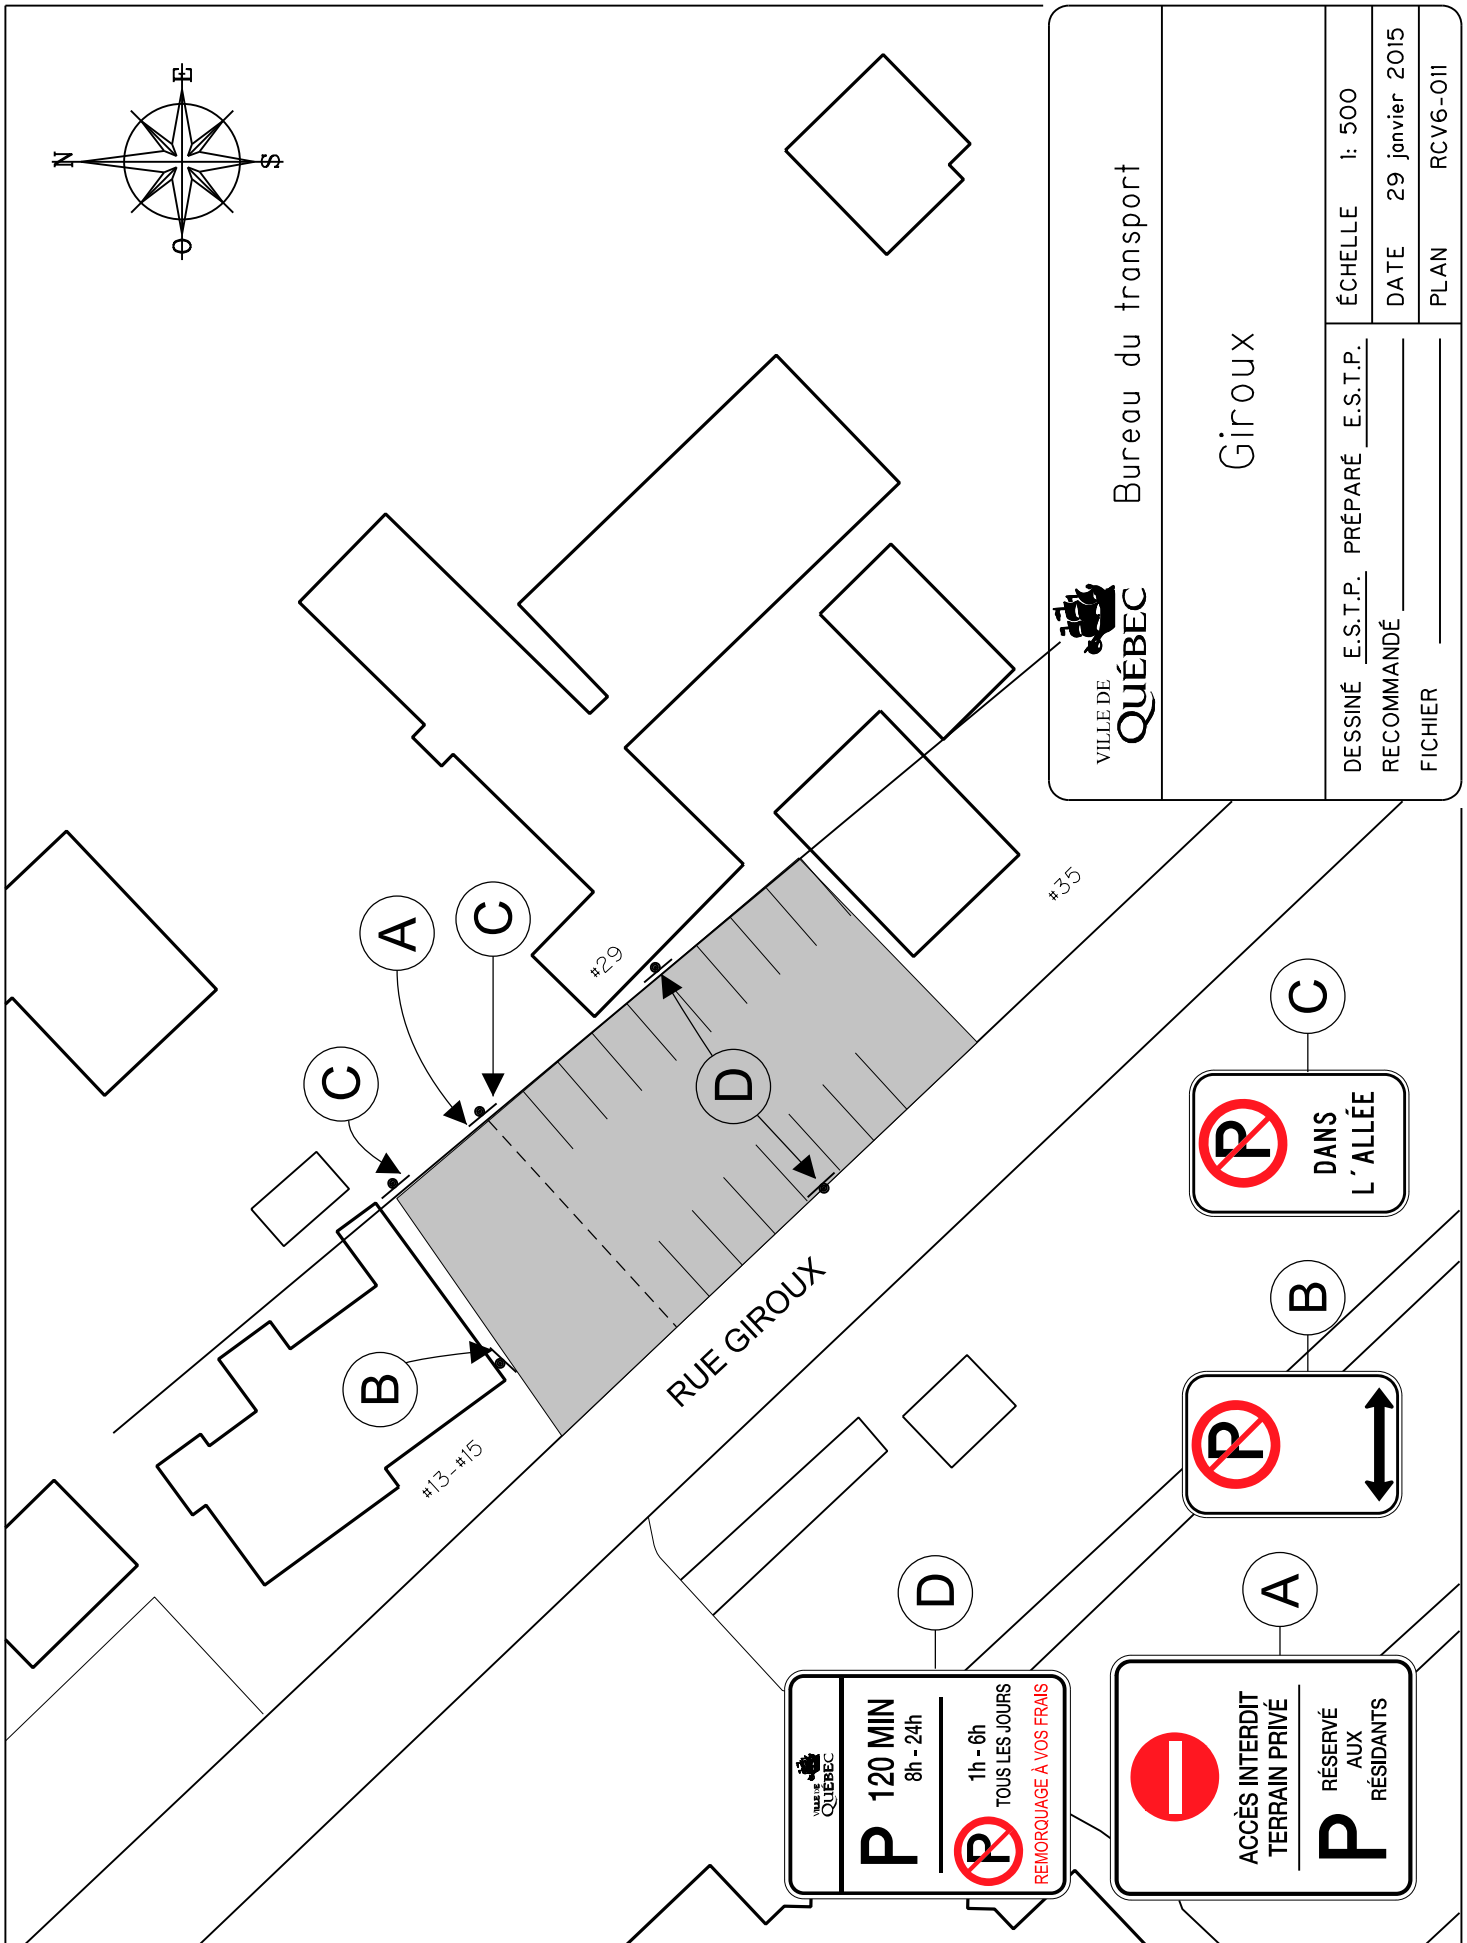 N
E
S
O
C
A
C
#29
#35
D
B
#13-#15
RUE GIROUX
D
VILLE DE
QUÉBEC
P 120 MIN
8h - 24h
P 1h - 6h
TOUS LES JOURS
REMORQUAGE À VOS FRAIS
A
ACCÈS INTERDIT
TERRAIN PRIVÉ
P RÉSERVÉ
AUX
RÉSIDANTS
B
P
C
P
DANS
L'ALLÉE
VILLE DE
QUÉBEC
Bureau du transport
Giroux
DESSINÉ E.S.T.P. PRÉPARÉ E.S.T.P.
RECOMMANDÉ
FICHIER
ÉCHELLE 1: 500
DATE 29 janvier 2015
PLAN RCV6-011